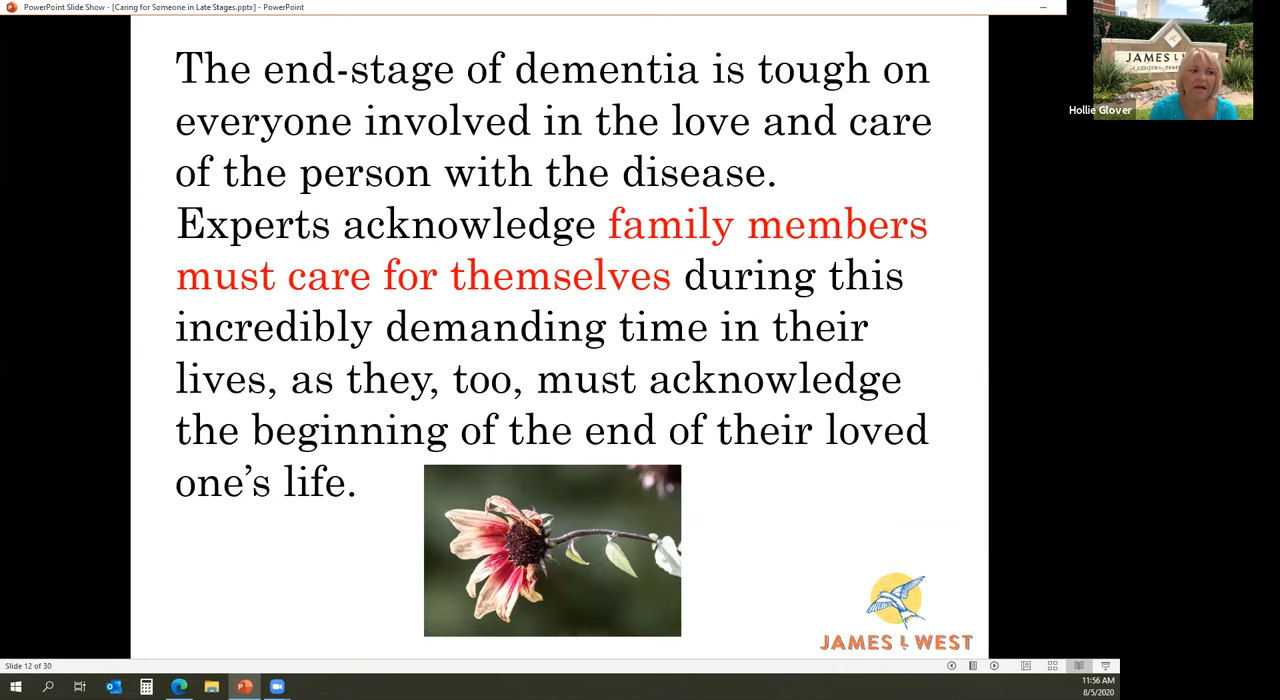 PowerPoint Slide Show - [Caring for Someone in Late Stages.pptx] - PowerPoint
The end-stage of dementia is tough on
everyone involved in the love and care
of the person with the disease.
Experts acknowledge family members
must care for themselves during this
incredibly demanding time in their
lives, as they, too, must acknowledge
the beginning of the end of their loved
one’s life.
JAMES L WEST
JAMES L WEST
Hollie Glover
Slide 12 of 30
11:56 AM
8/5/2020